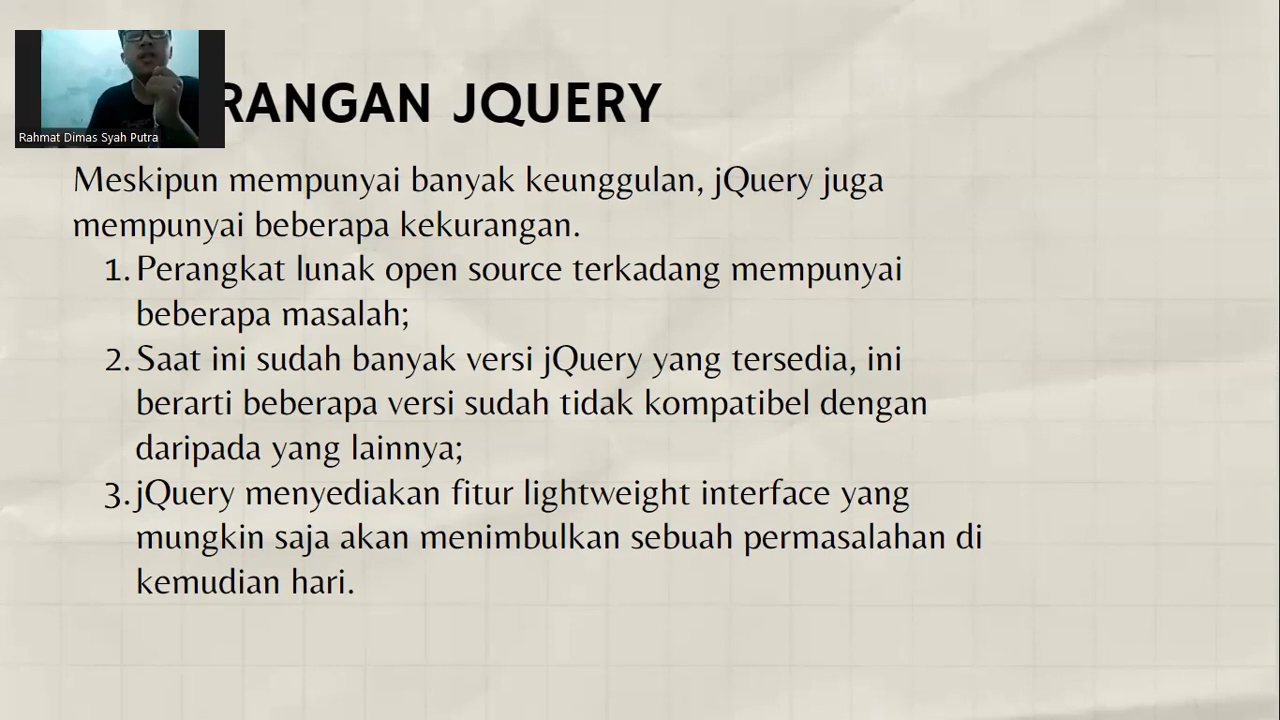 RANGAN JQUERY
Rahmat Dimas Syah Putra
Meskipun mempunyai banyak keunggulan, jQuery juga
mempunyai beberapa kekurangan.
1. Perangkat lunak open source terkadang mempunyai
beberapa masalah;
2. Saat ini sudah banyak versi jQuery yang tersedia, ini
berarti beberapa versi sudah tidak kompatibel dengan
daripada yang lainnya;
3. jQuery menyediakan fitur lightweight interface yang
mungkin saja akan menimbulkan sebuah permasalahan di
kemudian hari.